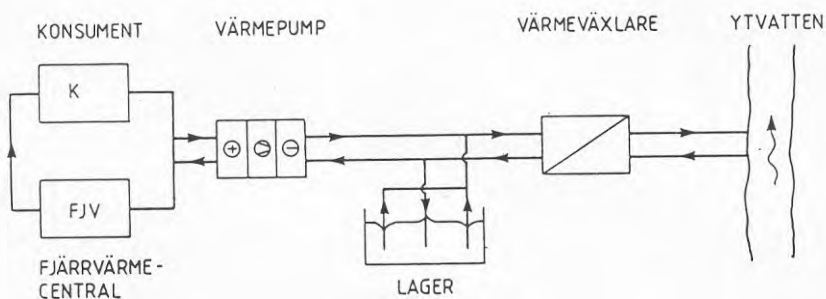 KONSUMENT
VÄRMEPUMP
VÄRMEVÄXLARE
YTVATTEN
K
FJV
FJÄRRVÄRME-
CENTRAL
LAGER